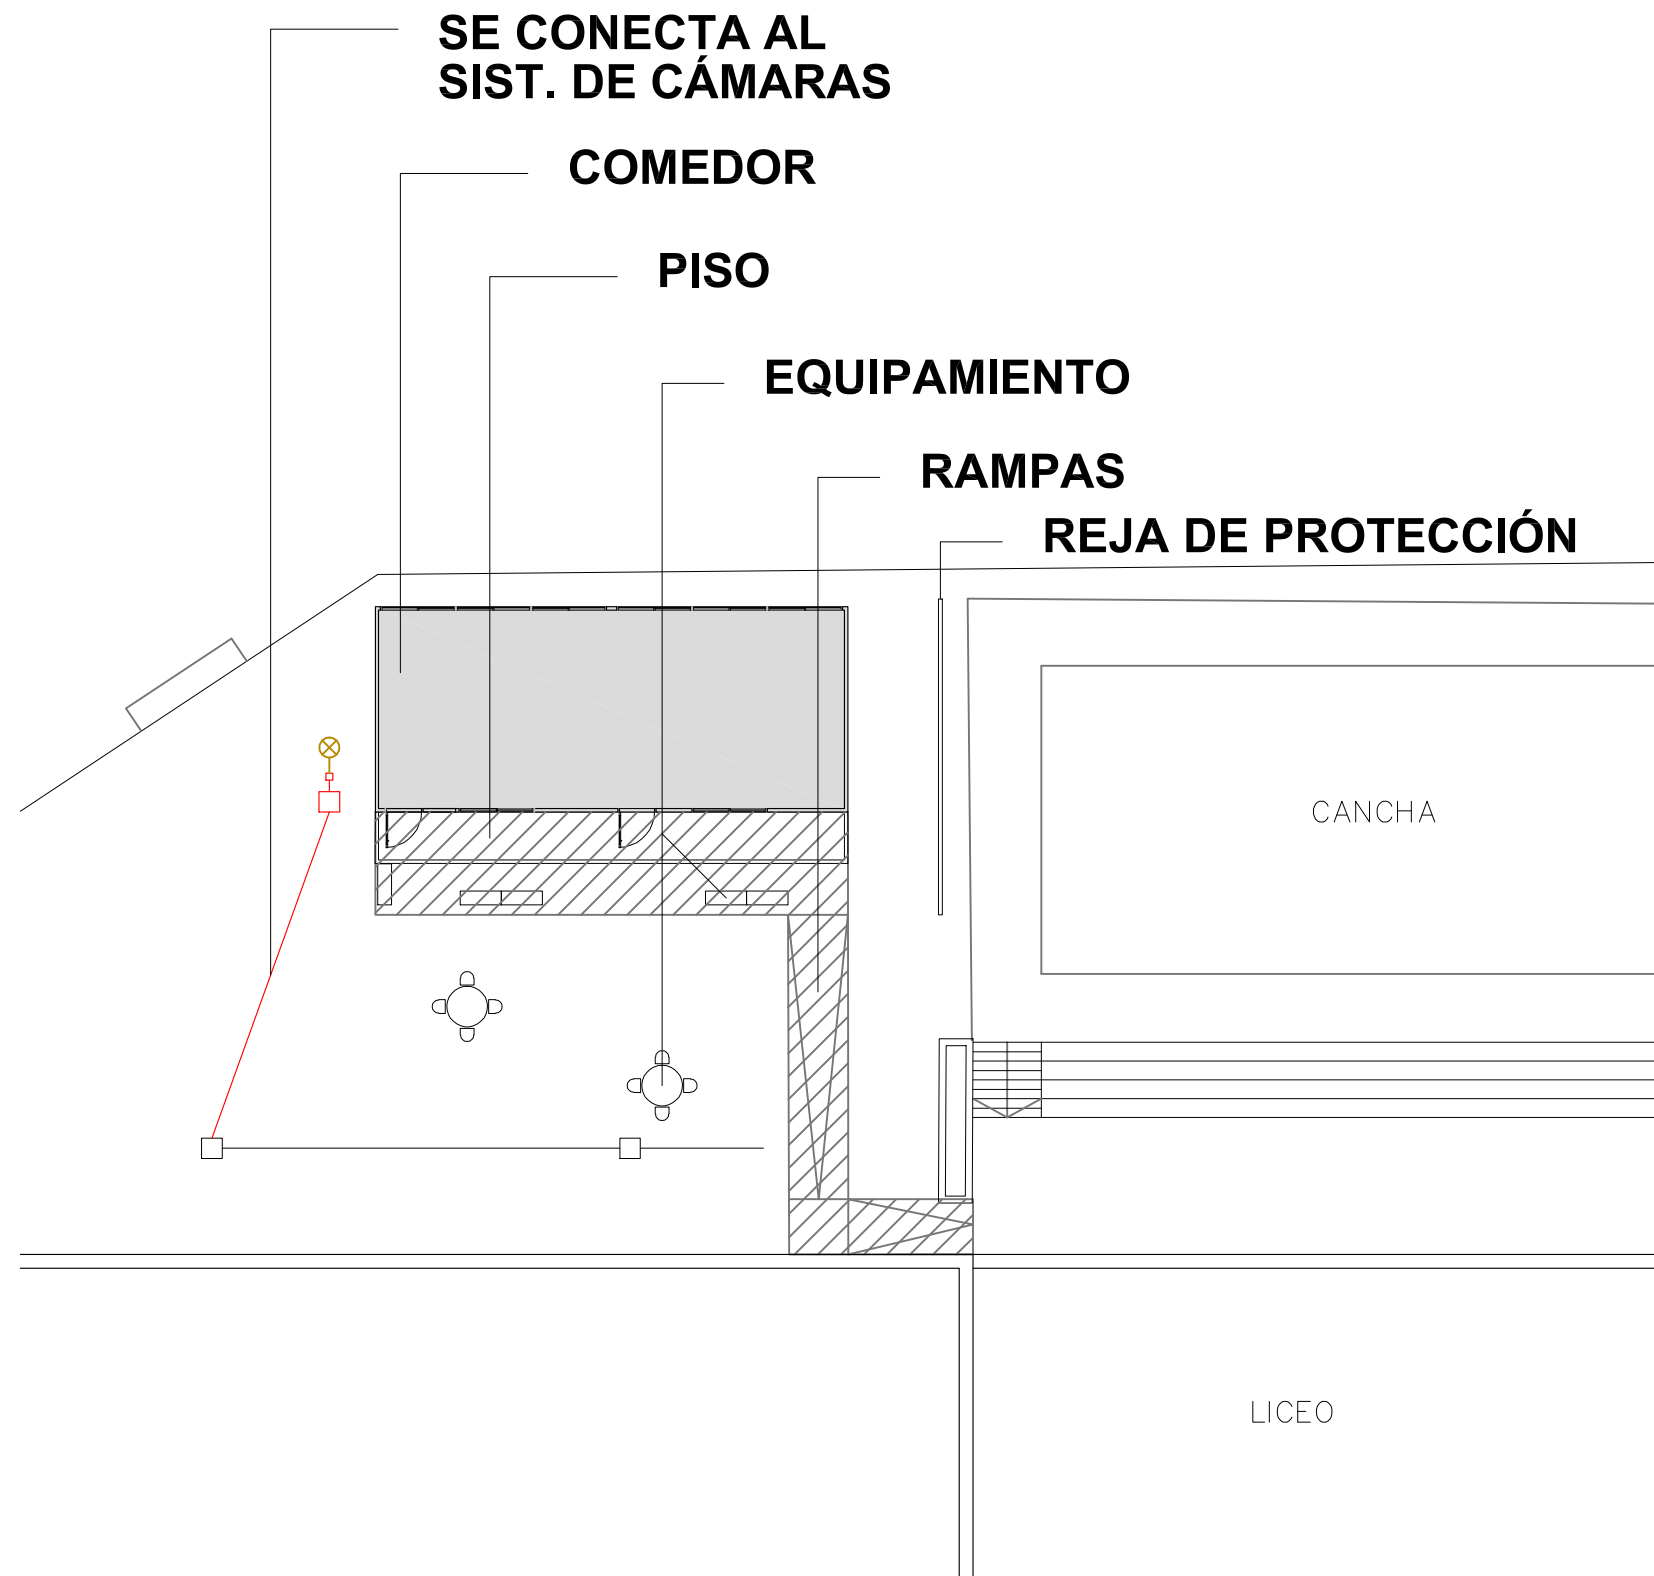 SE CONECTA AL
SIST. DE CÁMARAS
COMEDOR
PISO
EQUIPAMIENTO
RAMPAS
REJA DE PROTECCIÓN
CANCHA
LICEO